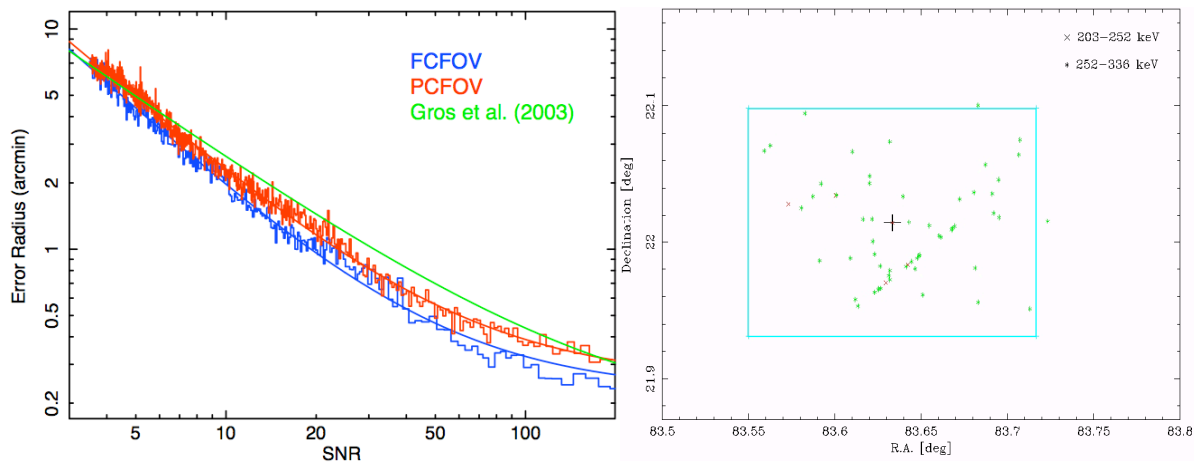 10
5
2
1
0.5
0.2
Error Radius (arcmin)
FCFOV
PCFOV
Gros et al. (2003)
5 10 20 50 100
SNR
203−252 keV
252−336 keV
22.1
22
21.9
Declination [deg]
83.5 83.55 83.6 83.65 83.7 83.75 83.8
R.A. [deg]